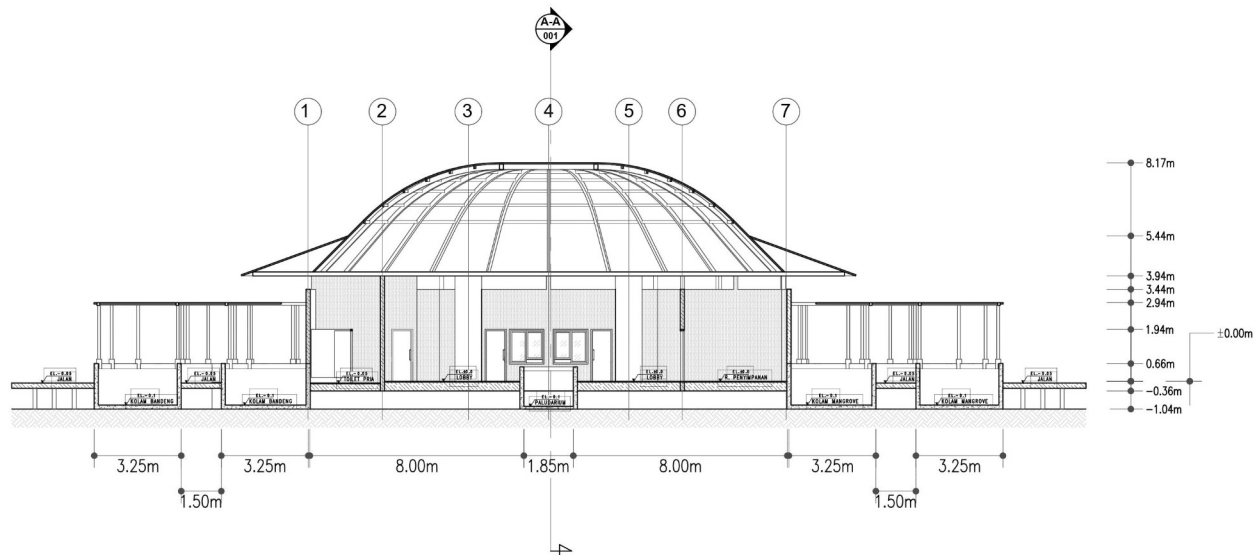 A-A
001
1 2 3 4 5 6 7
8.17m
5.44m
3.94m
3.44m
2.94m
1.94m
±0.00m
0.66m
-0.36m
-1.04m
JALAN
JALAN
TOILET PRIA
LOBBY
LOBBY
R. PENYIMPANAN
JALAN
JALAN
KOLAM BANDENG
KOLAM BANDENG
PALUDARIUM
KOLAM MANGROVE
KOLAM MANGROVE
3.25m 3.25m 8.00m 1.85m 8.00m 3.25m 3.25m
1.50m 1.50m